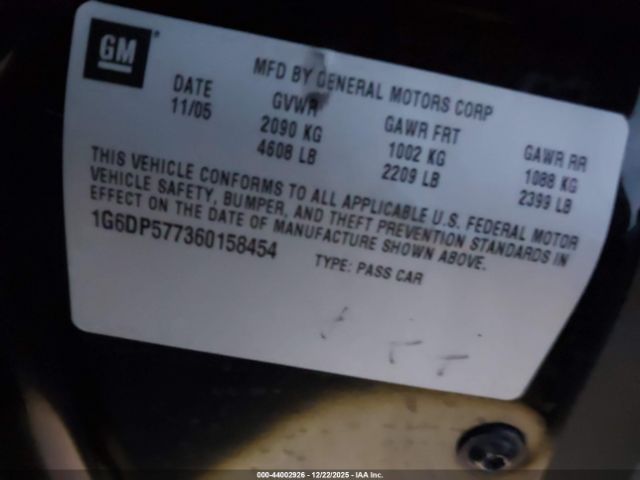 GM®
MFD BY GENERAL MOTORS CORP
DATE GVWR GAWR FRT GAWR RR
11/05 2090 KG 1002 KG 1088 KG
4608 LB 2209 LB 2399 LB
THIS VEHICLE CONFORMS TO ALL APPLICABLE U.S. FEDERAL MOTOR
VEHICLE SAFETY, BUMPER, AND THEFT PREVENTION STANDARDS IN
EFFECT ON THE DATE OF MANUFACTURE SHOWN ABOVE.
1G6DP577360158454 TYPE: PASS CAR
000-44002926 - 12/22/2025 - IAA Inc.